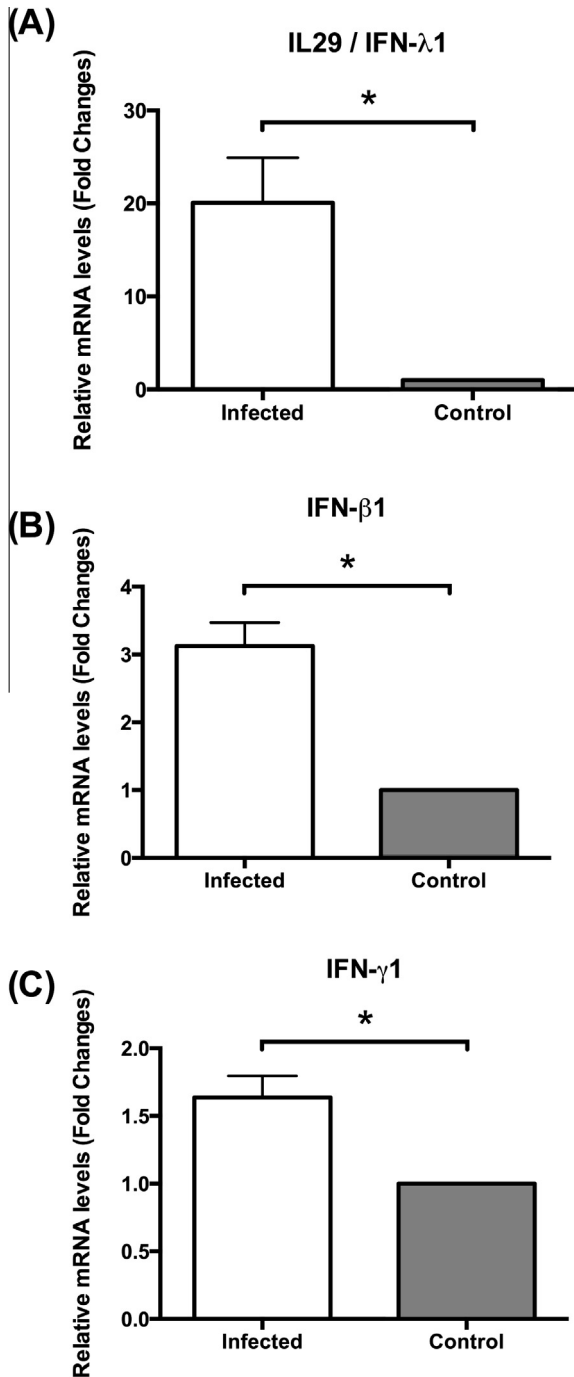 (A)
IL29 / IFN-λ1
Relative mRNA levels (Fold Changes)
*
30
20
10
0
Infected Control
(B)
IFN-β1
Relative mRNA levels (Fold Changes)
*
4
3
2
1
0
Infected Control
(C)
IFN-γ1
Relative mRNA levels (Fold Changes)
*
2.0
1.5
1.0
0.5
0.0
Infected Control